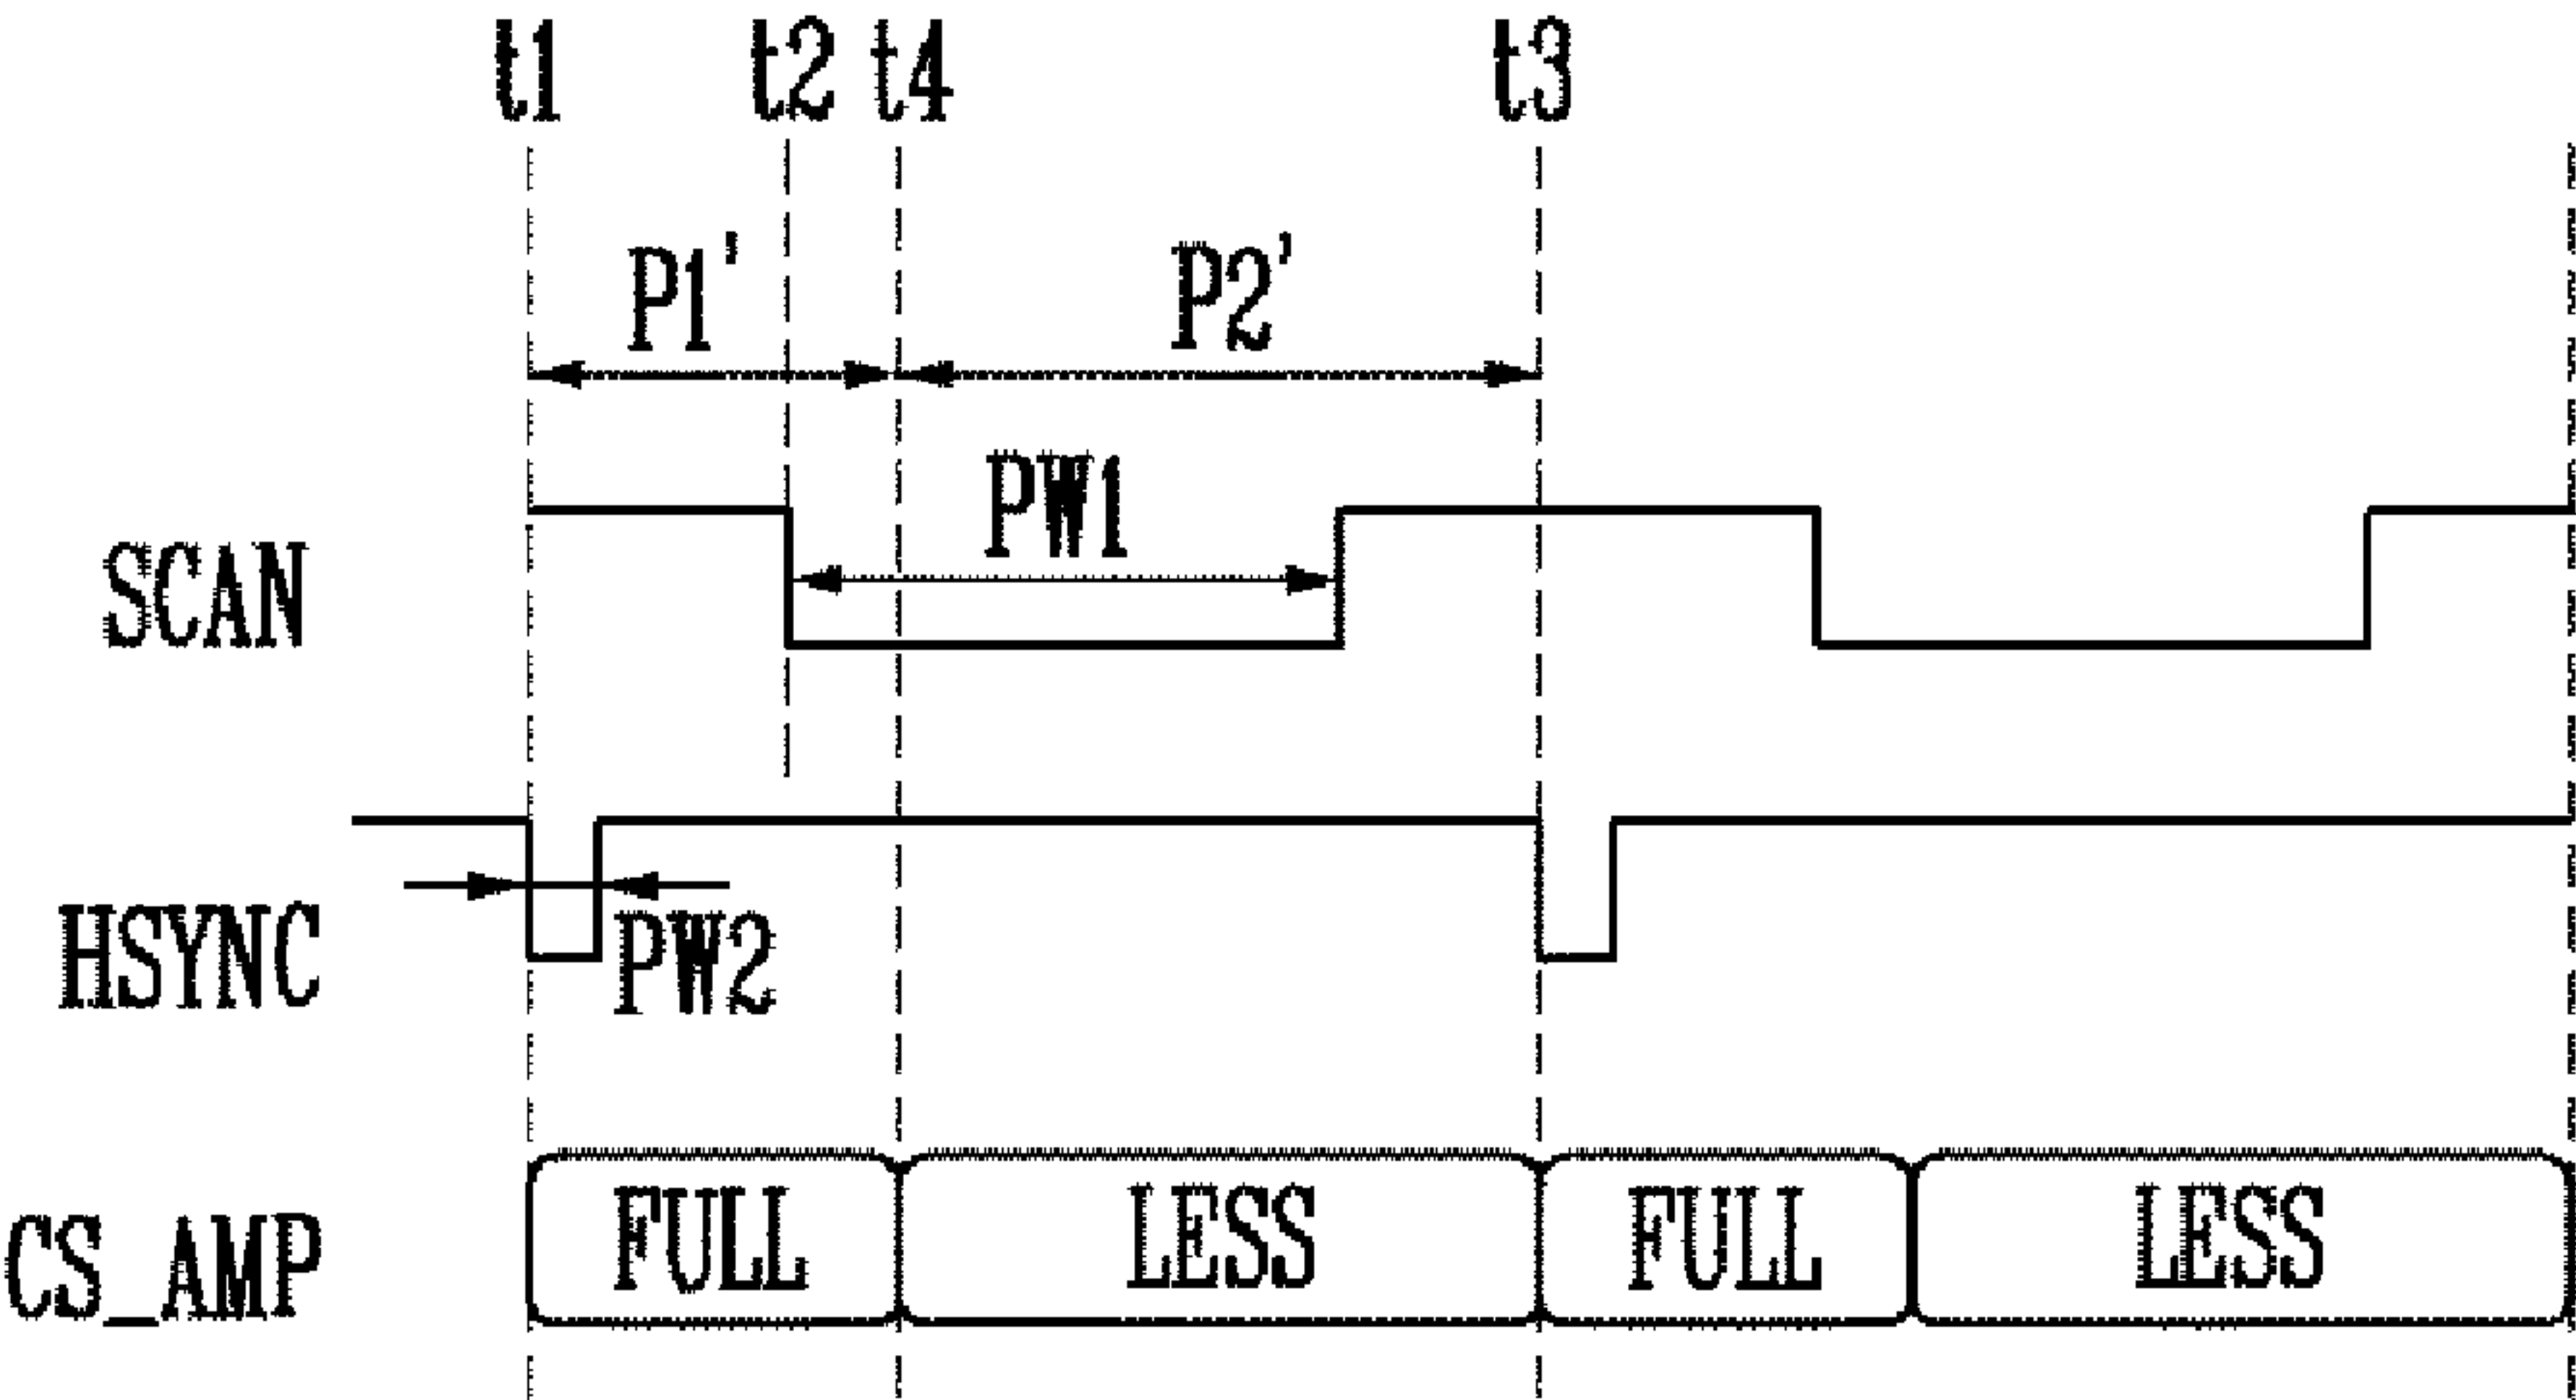 t1 t2 t4 t3
P1' P2'
PW1
SCAN
HSYNC PW2
CS_AMP FULL LESS FULL LESS